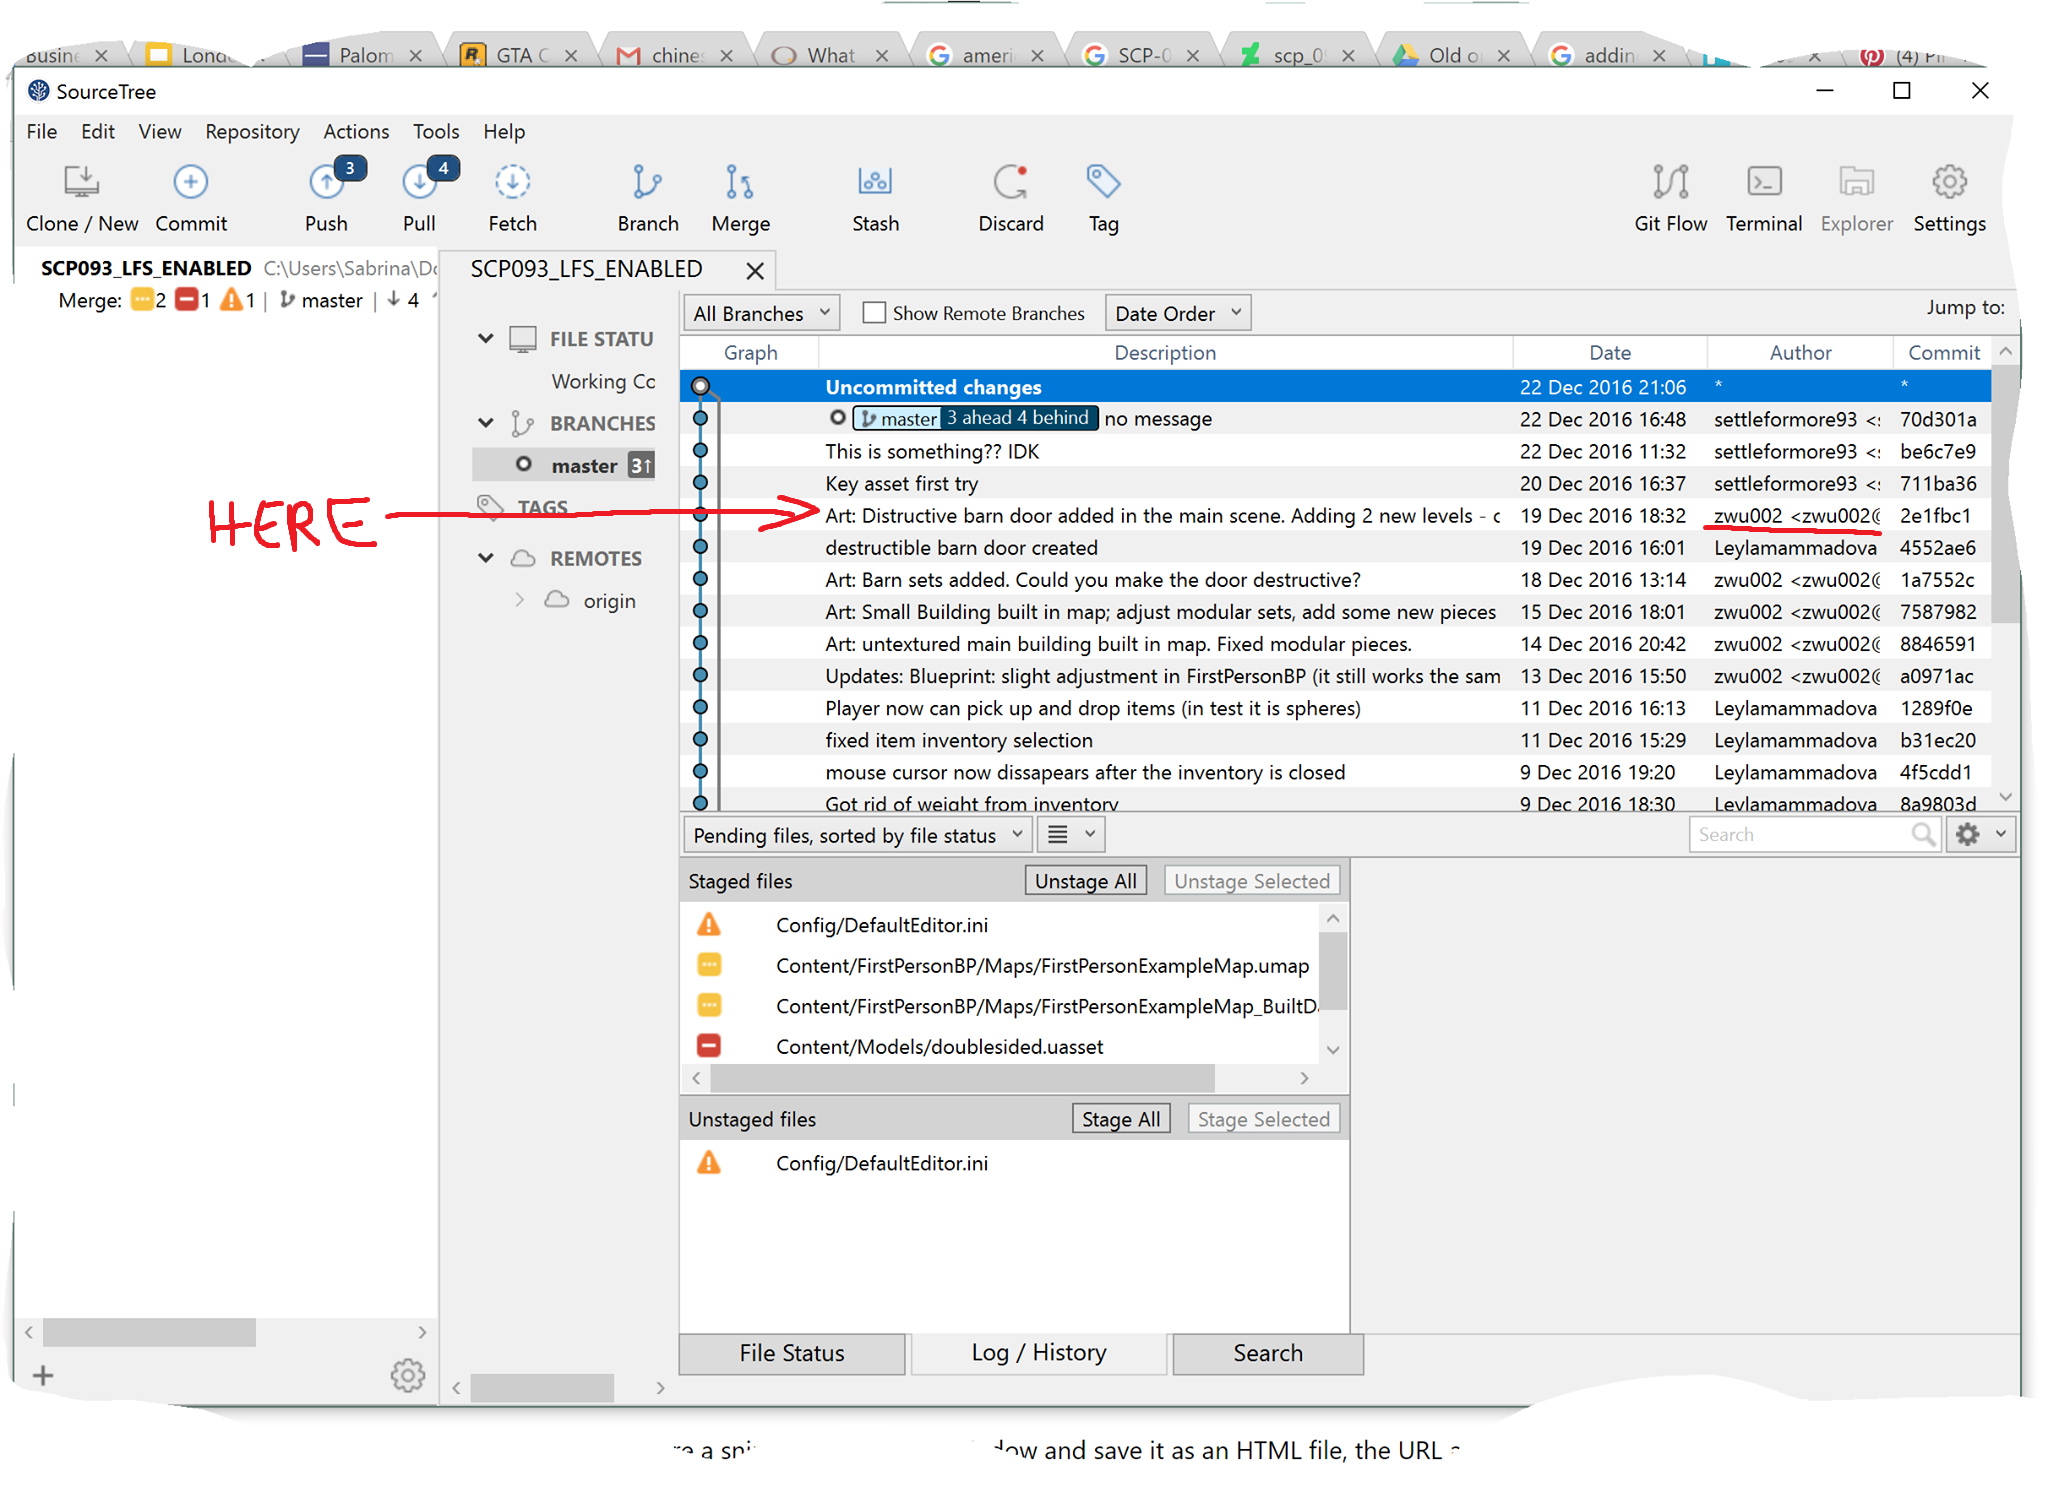 Lond
Palom
GTA C
chines
What
ameri
SCP-0
scp_09
Old o
addin
SourceTree
File Edit View Repository Actions Tools Help
3 4
Clone / New Commit Push Pull Fetch Branch Merge Stash Discard Tag Git Flow Terminal Explorer Settings
SCP093_LFS_ENABLED C:\Users\Sabrina\Do
Merge: 2 1 1 | master | 4
SCP093_LFS_ENABLED
FILE STATU
Working Co
BRANCHES
master 3↑
TAGS
REMOTES
origin
HERE
All Branches Show Remote Branches Date Order Jump to:
Graph Description Date Author Commit
Uncommitted changes 22 Dec 2016 21:06 * *
master 3 ahead 4 behind no message 22 Dec 2016 16:48 settleformore93 <s 70d301a
This is something?? IDK 22 Dec 2016 11:32 settleformore93 <s be6c7e9
Key asset first try 20 Dec 2016 16:37 settleformore93 <s 711ba36
Art: Distructive barn door added in the main scene. Adding 2 new levels - c 19 Dec 2016 18:32 zwu002 <zwu002@ 2e1fbc1
destructible barn door created 19 Dec 2016 16:01 Leylamammadova 4552ae6
Art: Barn sets added. Could you make the door destructive? 18 Dec 2016 13:14 zwu002 <zwu002@ 1a7552c
Art: Small Building built in map; adjust modular sets, add some new pieces 15 Dec 2016 18:01 zwu002 <zwu002@ 7587982
Art: untextured main building built in map. Fixed modular pieces. 14 Dec 2016 20:42 zwu002 <zwu002@ 8846591
Updates: Blueprint: slight adjustment in FirstPersonBP (it still works the sam 13 Dec 2016 15:50 zwu002 <zwu002@ a0971ac
Player now can pick up and drop items (in test it is spheres) 11 Dec 2016 16:13 Leylamammadova 1289f0e
fixed item inventory selection 11 Dec 2016 15:29 Leylamammadova b31ec20
mouse cursor now dissapears after the inventory is closed 9 Dec 2016 19:20 Leylamammadova 4f5cdd1
Got rid of weight from inventory 9 Dec 2016 18:30 Leylamammadova 8a9803d
Pending files, sorted by file status Search
Staged files Unstage All Unstage Selected
Config/DefaultEditor.ini
Content/FirstPersonBP/Maps/FirstPersonExampleMap.umap
Content/FirstPersonBP/Maps/FirstPersonExampleMap_BuiltDa
Content/Models/doublesided.uasset
Unstaged files Stage All Stage Selected
Config/DefaultEditor.ini
File Status Log / History Search
re a sni
dow and save it as an HTML file, the URL